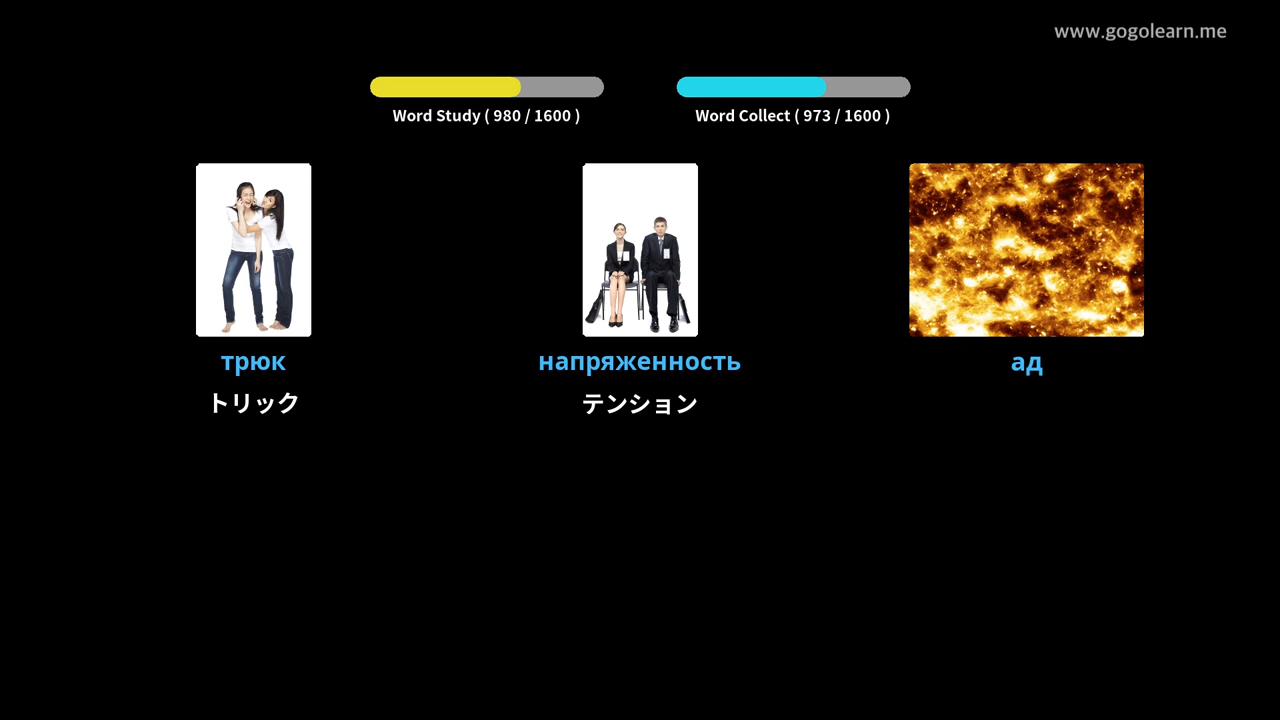 www.gogolearn.me
Word Study ( 980 / 1600 )
Word Collect ( 973 / 1600 )
трюк
напряженность
ад
トリック
テンション